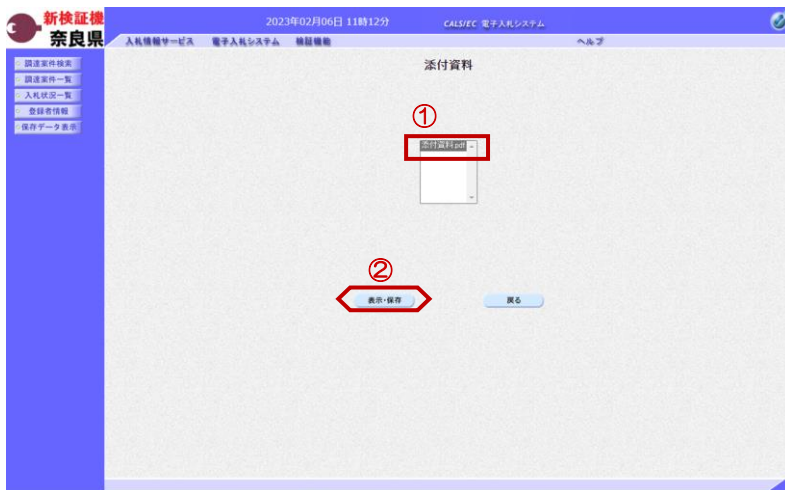 新検証機
奈良県
2023年02月06日 11時12分
CALS/EC 電子入札システム
入札情報サービス 電子入札システム 検証機能 ヘルプ
調達案件検索
調達案件一覧
入札状況一覧
登録者情報
保存データ表示
添付資料
①
添付資料.pdf
②
表示・保存 戻る